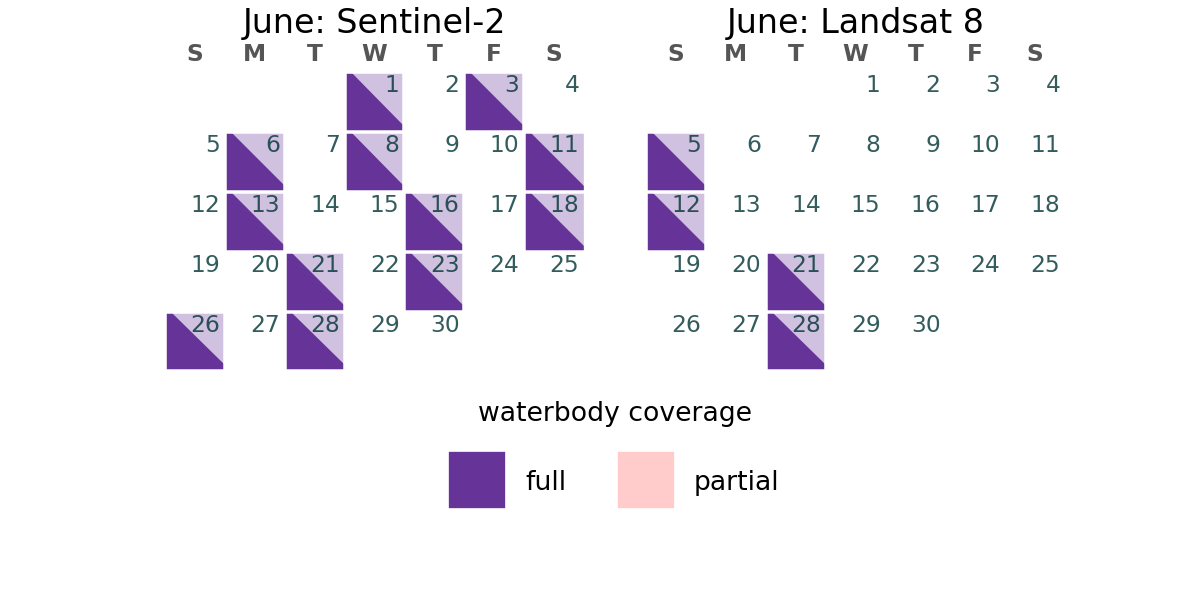 June: Sentinel-2
S M T W T F S
1 2 3 4
5 6 7 8 9 10 11
12 13 14 15 16 17 18
19 20 21 22 23 24 25
26 27 28 29 30
June: Landsat 8
S M T W T F S
1 2 3 4
5 6 7 8 9 10 11
12 13 14 15 16 17 18
19 20 21 22 23 24 25
26 27 28 29 30
waterbody coverage
full partial